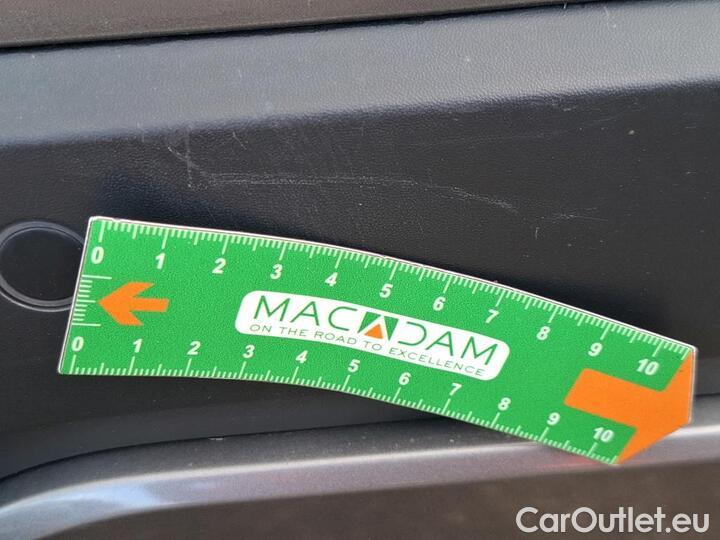 0 1 2 3 4 5 6 7 8 9 10
MACADAM
ON THE ROAD TO EXCELLENCE
0 1 2 3 4 5 6 7 8 9 10
CarOutlet.eu